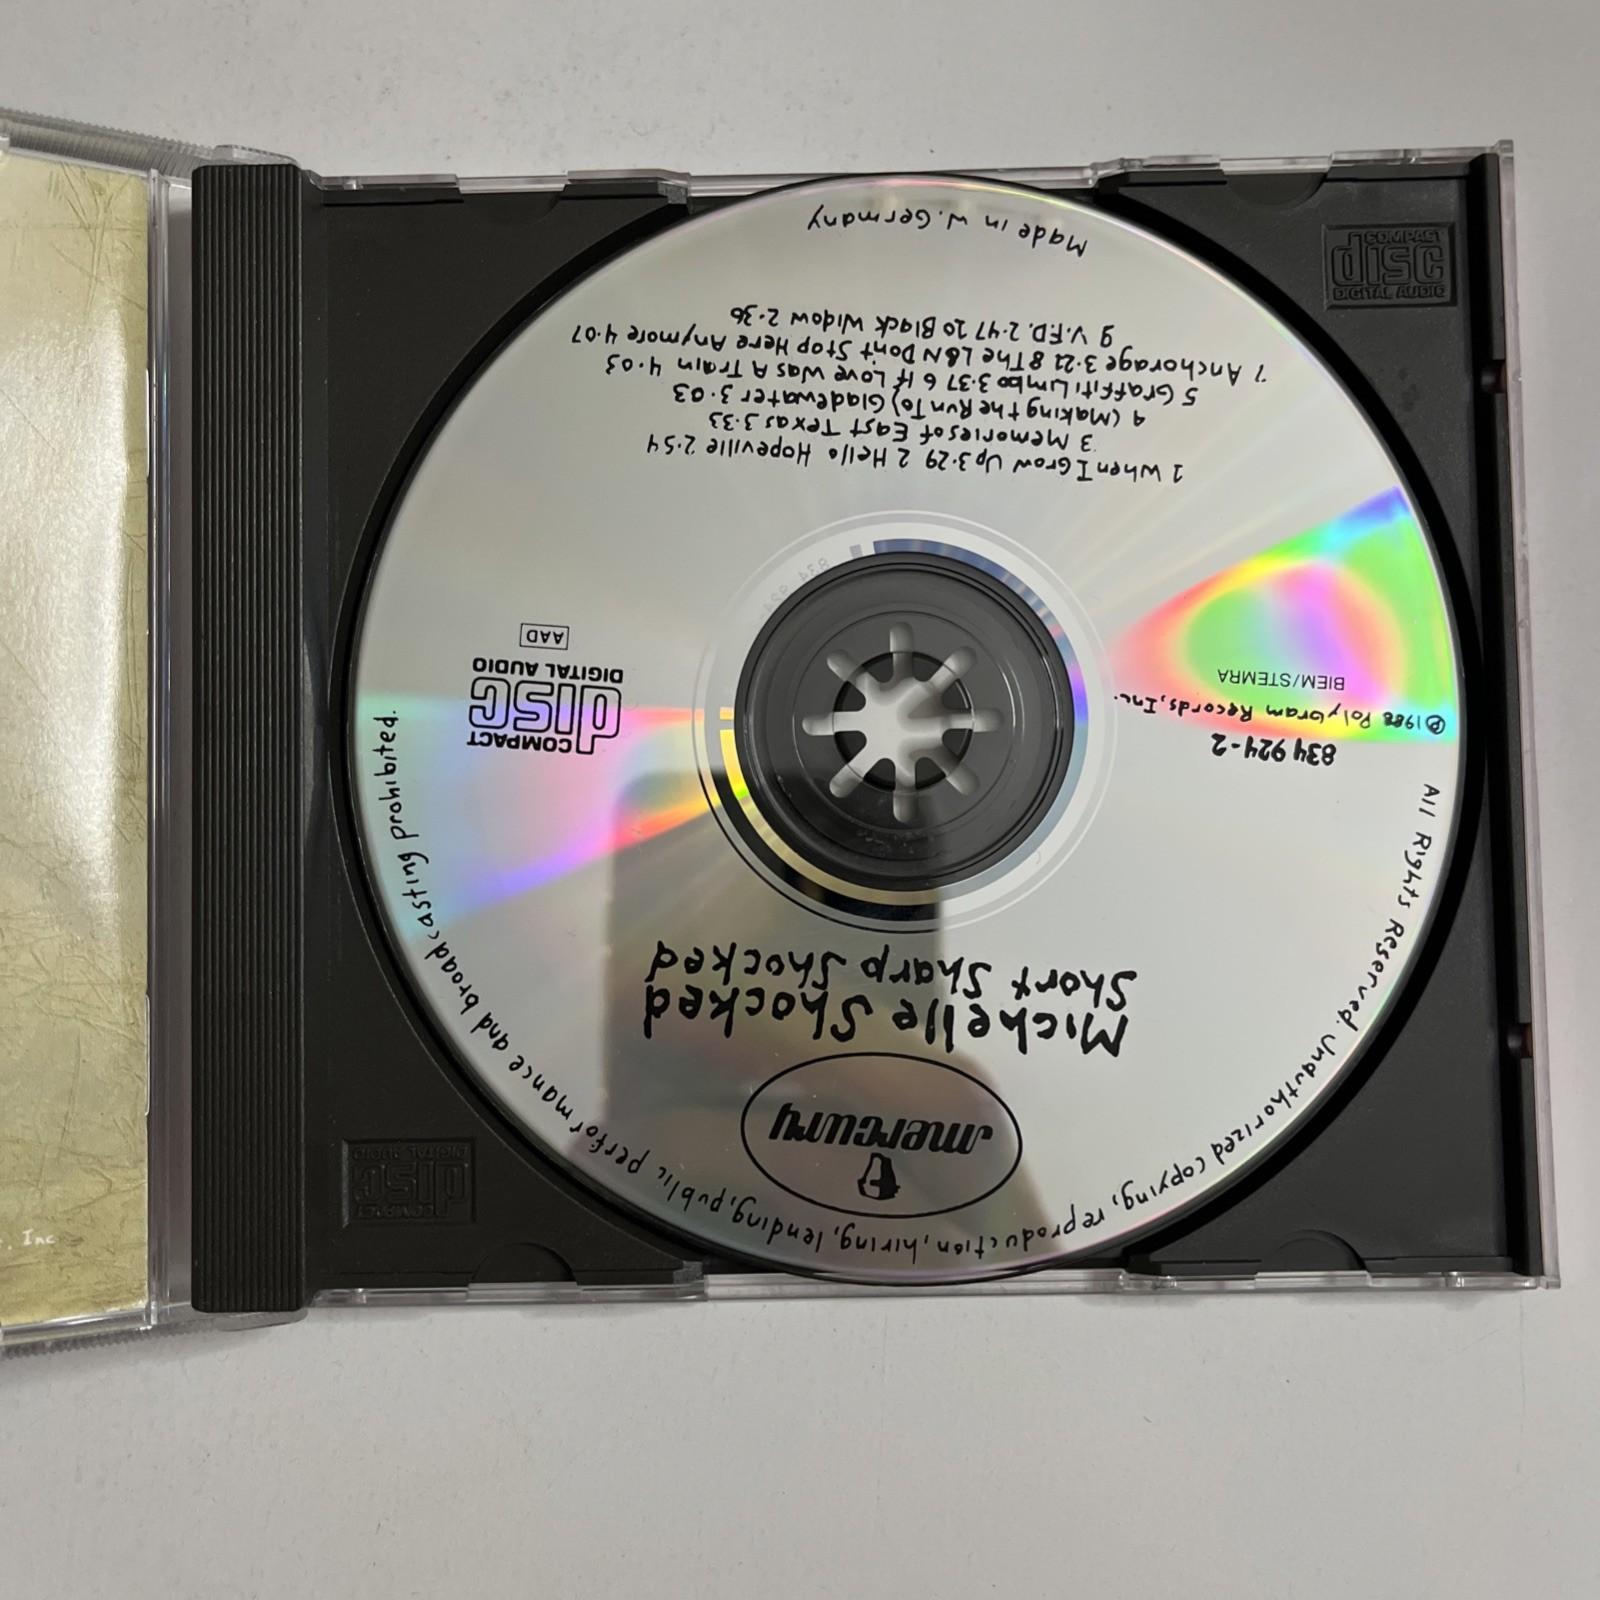 mercury
Michelle Shocked
Short Sharp Shocked
834 924-2
℗1988 PolyGram Records, Inc.
BIEM/STEMRA
COMPACT
disc
DIGITAL AUDIO
AAD
1 When I Grow Up 3·29 2 Hello Hopeville 2·54
3 Memories of East Texas 3·33
4 (Making the Run To) Gladewater 3·03
5 Graffiti Limbo 3·37 6 If Love Was A Train 4·03
7 Anchorage 3·22 8 The L&N Don't Stop Here Anymore 4·07
9 V.F.D. 2·47 10 Black Widow 2·36
Made in W. Germany
All Rights Reserved. Unauthorized copying, reproduction, hiring, lending, public performance and broadcasting prohibited.
COMPACT
disc
DIGITAL AUDIO
COMPACT
disc
DIGITAL AUDIO
Inc